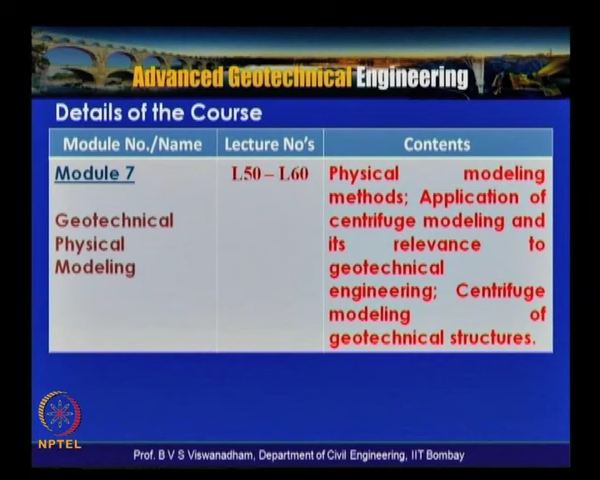 Advanced Geotechnical Engineering
Details of the Course
Module No./Name Lecture No's Contents
Module 7 L50 – L60 Physical modeling
methods; Application of
Geotechnical centrifuge modeling and
Physical its relevance to
Modeling geotechnical
engineering; Centrifuge
modeling of
geotechnical structures.
NPTEL
Prof. B V S Viswanadham, Department of Civil Engineering, IIT Bombay